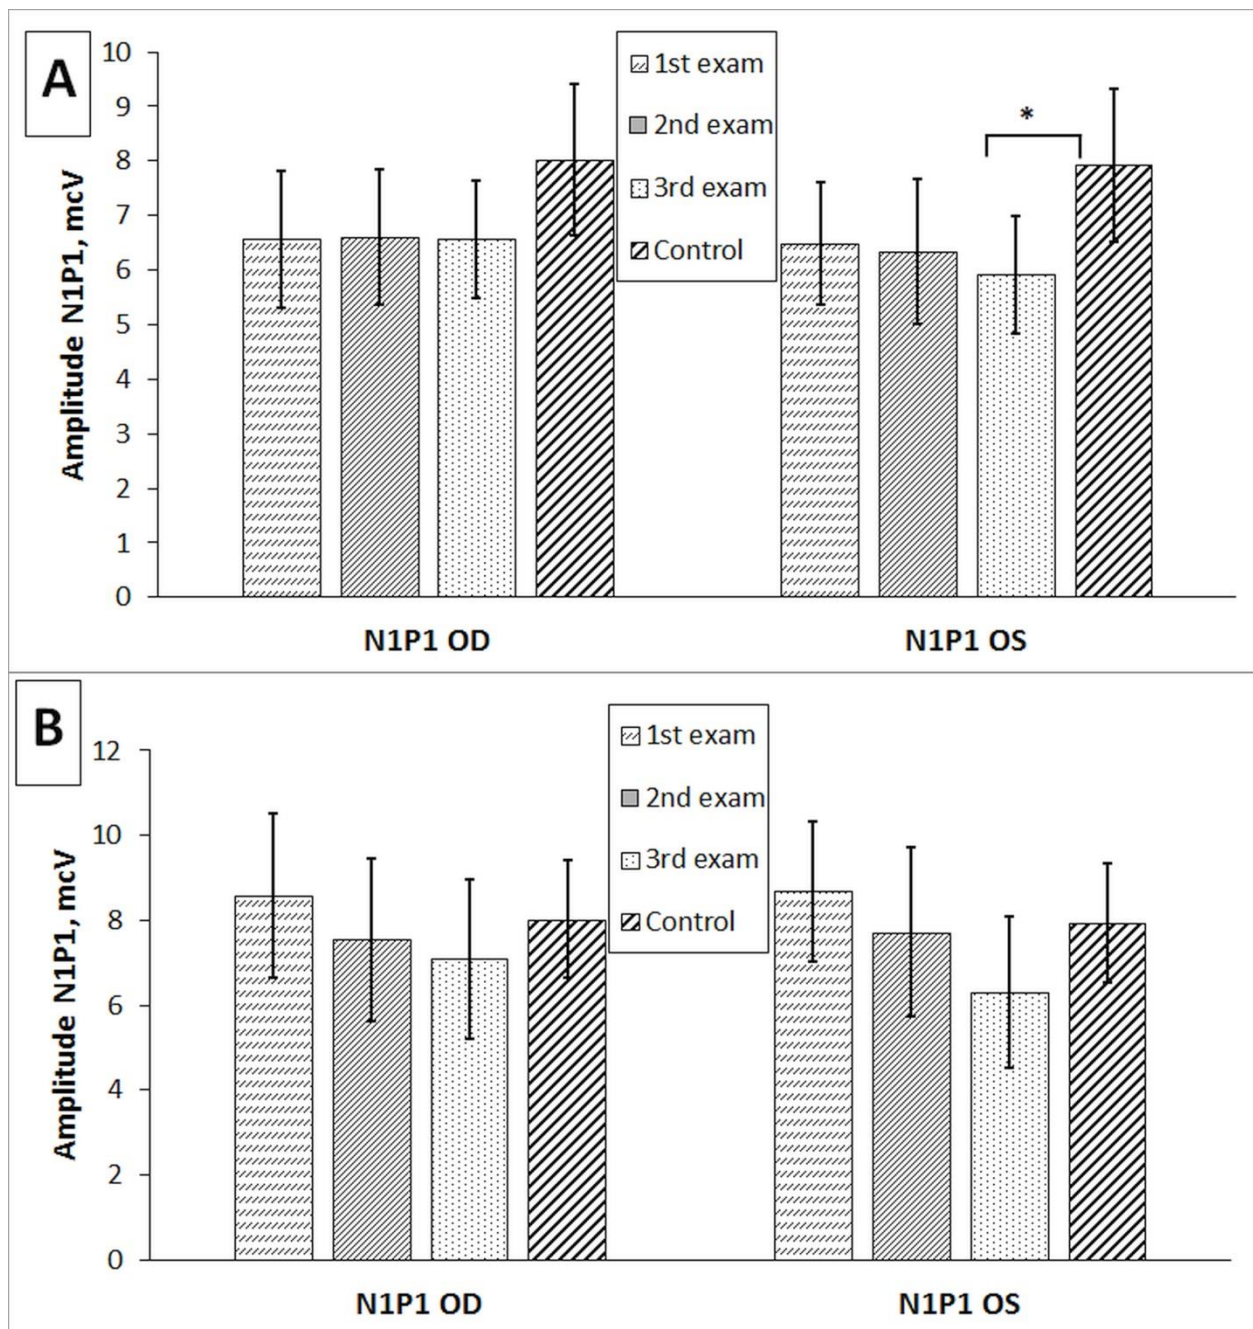 A
Amplitude N1P1, mcV
10
9
8
7
6
5
4
3
2
1
0
1st exam
2nd exam
3rd exam
Control
*
N1P1 OD
N1P1 OS
B
Amplitude N1P1, mcV
12
10
8
6
4
2
0
1st exam
2nd exam
3rd exam
Control
N1P1 OD
N1P1 OS